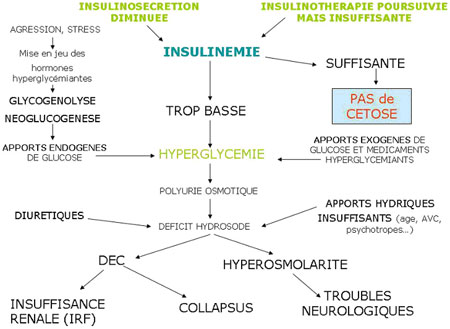 INSULINOSECRETION
DIMINUEE
INSULINOTHERAPIE POURSUIVIE
MAIS INSUFFISANTE
AGRESSION, STRESS
INSULINEMIE
Mise en jeu des
hormones
hyperglycémiantes
SUFFISANTE
GLYCOGENOLYSE
NEOGLUCOGENESE
TROP BASSE
PAS de
CETOSE
APPORTS ENDOGENES
DE GLUCOSE
HYPERGLYCEMIE
APPORTS EXOGENES DE
GLUCOSE ET MEDICAMENTS
HYPERGLYCEMIANTS
POLYURIE OSMOTIQUE
DIURETIQUES
DEFICIT HYDROSODE
APPORTS HYDRIQUES
INSUFFISANTS (age, AVC,
psychotropes...)
DEC
HYPEROSMOLARITE
INSUFFISANCE
RENALE (IRF)
COLLAPSUS
TROUBLES
NEUROLOGIQUES